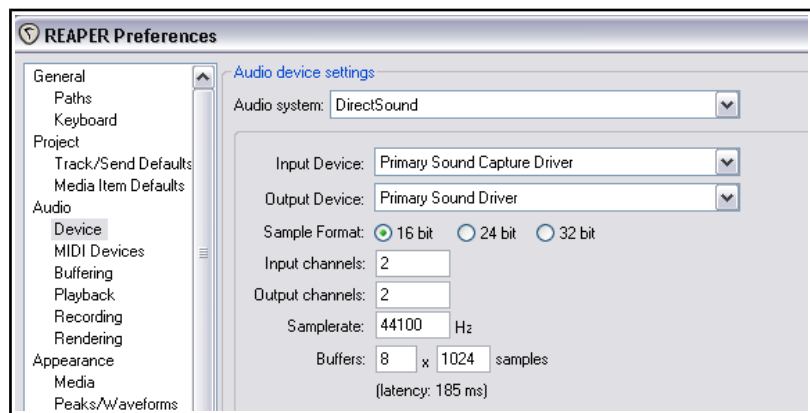 REAPER Preferences
General
Paths
Keyboard
Project
Track/Send Defaults
Media Item Defaults
Audio
Device
MIDI Devices
Buffering
Playback
Recording
Rendering
Appearance
Media
Peaks/Waveforms
Audio device settings
Audio system: DirectSound
Input Device: Primary Sound Capture Driver
Output Device: Primary Sound Driver
Sample Format: 16 bit 24 bit 32 bit
Input channels: 2
Output channels: 2
Samplerate: 44100 Hz
Buffers: 8 x 1024 samples
(latency: 185 ms)